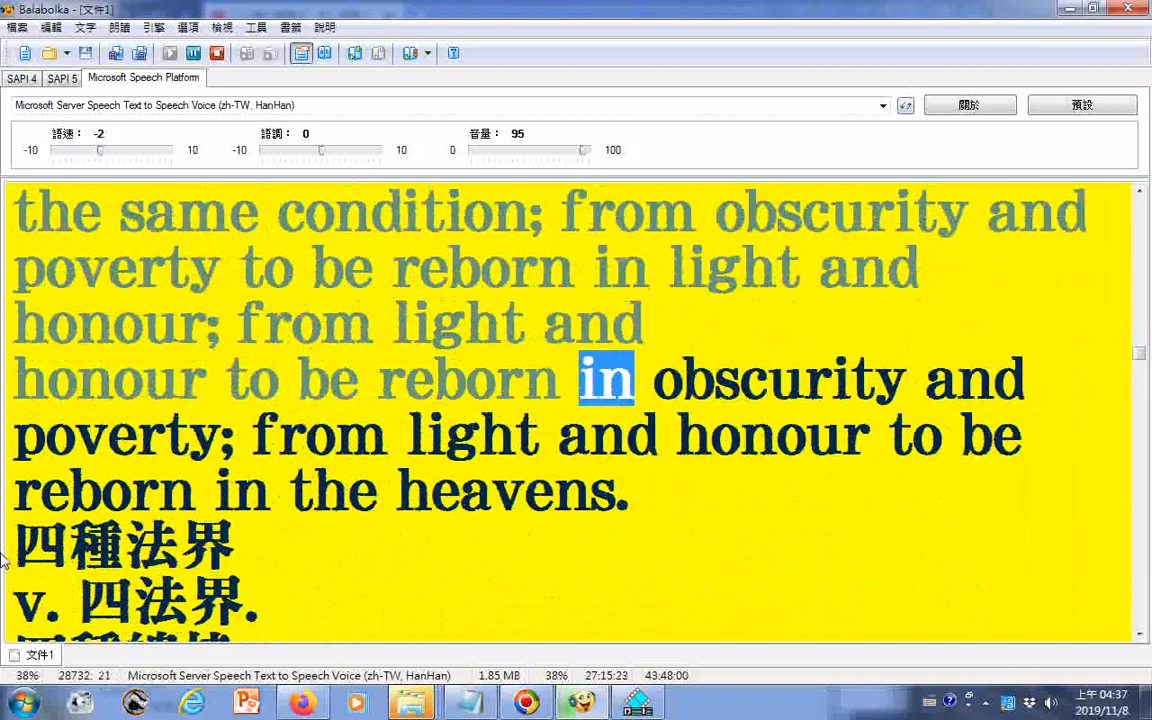 Balabolka - [文件1]
檔案 編輯 文字 朗讀 引擎 選項 檢視 工具 書籤 說明
SAPI 4 SAPI 5 Microsoft Speech Platform
Microsoft Server Speech Text to Speech Voice (zh-TW, HanHan) 關於 預設
語速： -2 語調： 0 音量： 95
-10 10 -10 10 0 100
the same condition; from obscurity and
poverty to be reborn in light and
honour; from light and
honour to be reborn in obscurity and
poverty; from light and honour to be
reborn in the heavens.
四種法界
v. 四法界.
文件1
38% 28732: 21 Microsoft Server Speech Text to Speech Voice (zh-TW, HanHan) 1.85 MB 38% 27:15:23 43:48:00
上午 04:37
2019/11/8